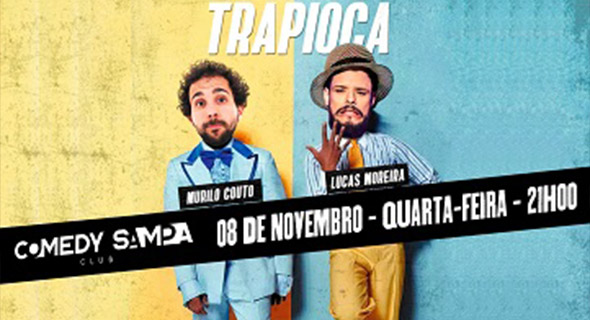 TRAPIOCA
MURILO COUTO
LUCAS MOREIRA
COMEDY SAMPA
CLUB
08 DE NOVEMBRO - QUARTA-FEIRA - 21H00